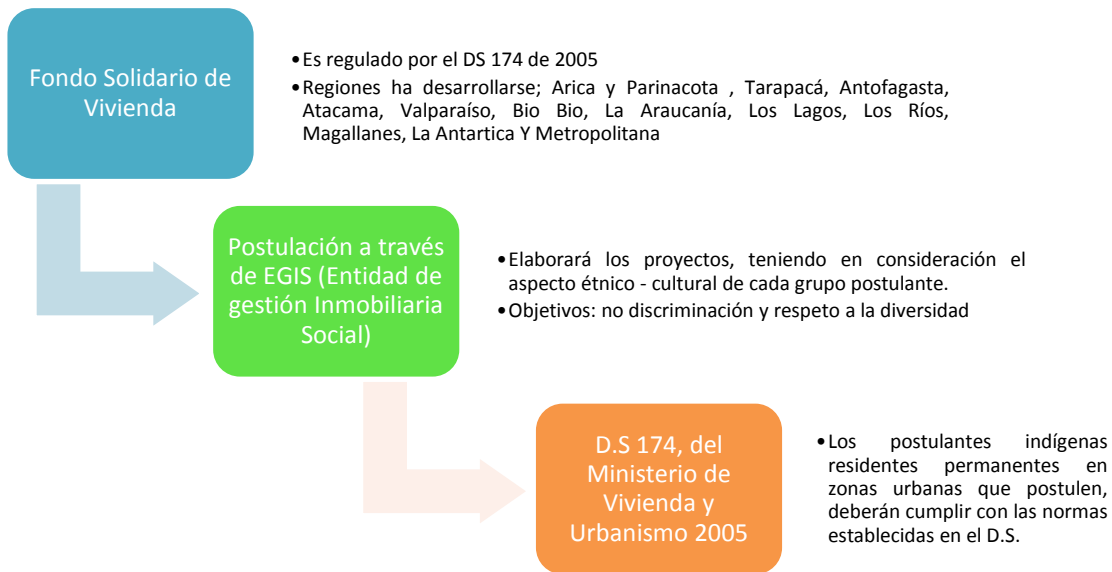 Fondo Solidario de
Vivienda
•Es regulado por el DS 174 de 2005
•Regiones ha desarrollarse; Arica y Parinacota , Tarapacá, Antofagasta,
Atacama, Valparaíso, Bio Bio, La Araucanía, Los Lagos, Los Ríos,
Magallanes, La Antartica Y Metropolitana
Postulación a través
de EGIS (Entidad de
gestión Inmobiliaria
Social)
•Elaborará los proyectos, teniendo en consideración el
aspecto étnico - cultural de cada grupo postulante.
•Objetivos: no discriminación y respeto a la diversidad
D.S 174, del
Ministerio de
Vivienda y
Urbanismo 2005
•Los postulantes indígenas
residentes permanentes en
zonas urbanas que postulen,
deberán cumplir con las normas
establecidas en el D.S.